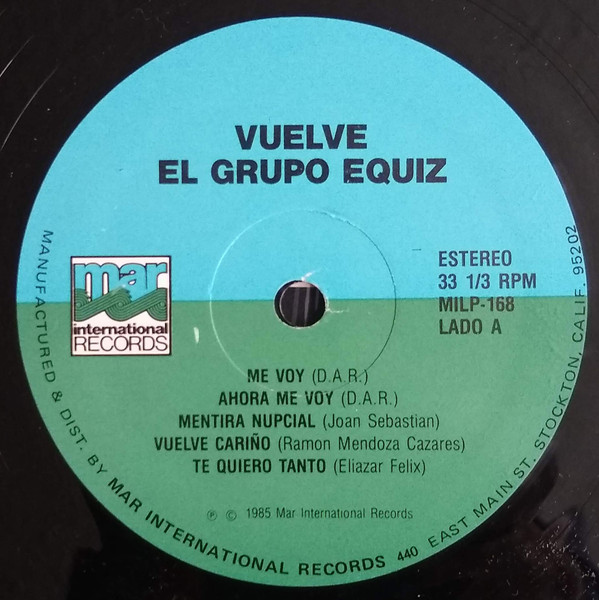 VUELVE
EL GRUPO EQUIZ
mar
international
RECORDS
ESTEREO
33 1/3 RPM
MILP-168
LADO A
ME VOY (D.A.R.)
AHORA ME VOY (D.A.R.)
MENTIRA NUPCIAL (Joan Sebastian)
VUELVE CARIÑO (Ramon Mendoza Cazares)
TE QUIERO TANTO (Eliazar Felix)
℗ © 1985 Mar International Records
MANUFACTURED & DIST. BY MAR INTERNATIONAL RECORDS 440 EAST MAIN ST. STOCKTON, CALIF. 95202